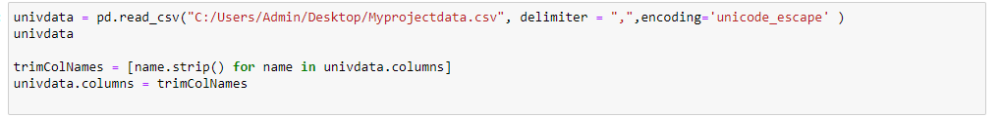 univdata = pd.read_csv("C:/Users/Admin/Desktop/Myprojectdata.csv", delimiter = ",",encoding='unicode_escape' )
univdata
trimColNames = [name.strip() for name in univdata.columns]
univdata.columns = trimColNames